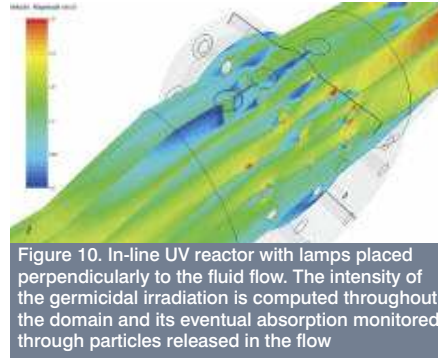 Figure 10. In-line UV reactor with lamps placed
perpendicularly to the fluid flow. The intensity of
the germicidal irradiation is computed throughout
the domain and its eventual absorption monitored
through particles released in the flow